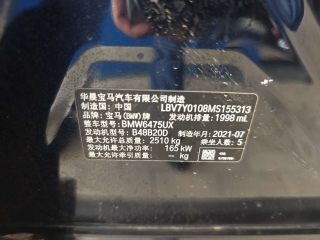 华晨宝马汽车有限公司制造
制造国：中国 LBV7Y0108MS155313
品牌：宝马(BMW)牌 发动机排量：1998 mL
整车型号：BMW6475UX
发动机型号：B48B20D 制造年月：2021-07
最大允许总质量：2510 kg 乘坐人数：5
发动机最大净功率：165 kW
最大允许牵引质量：-- kg